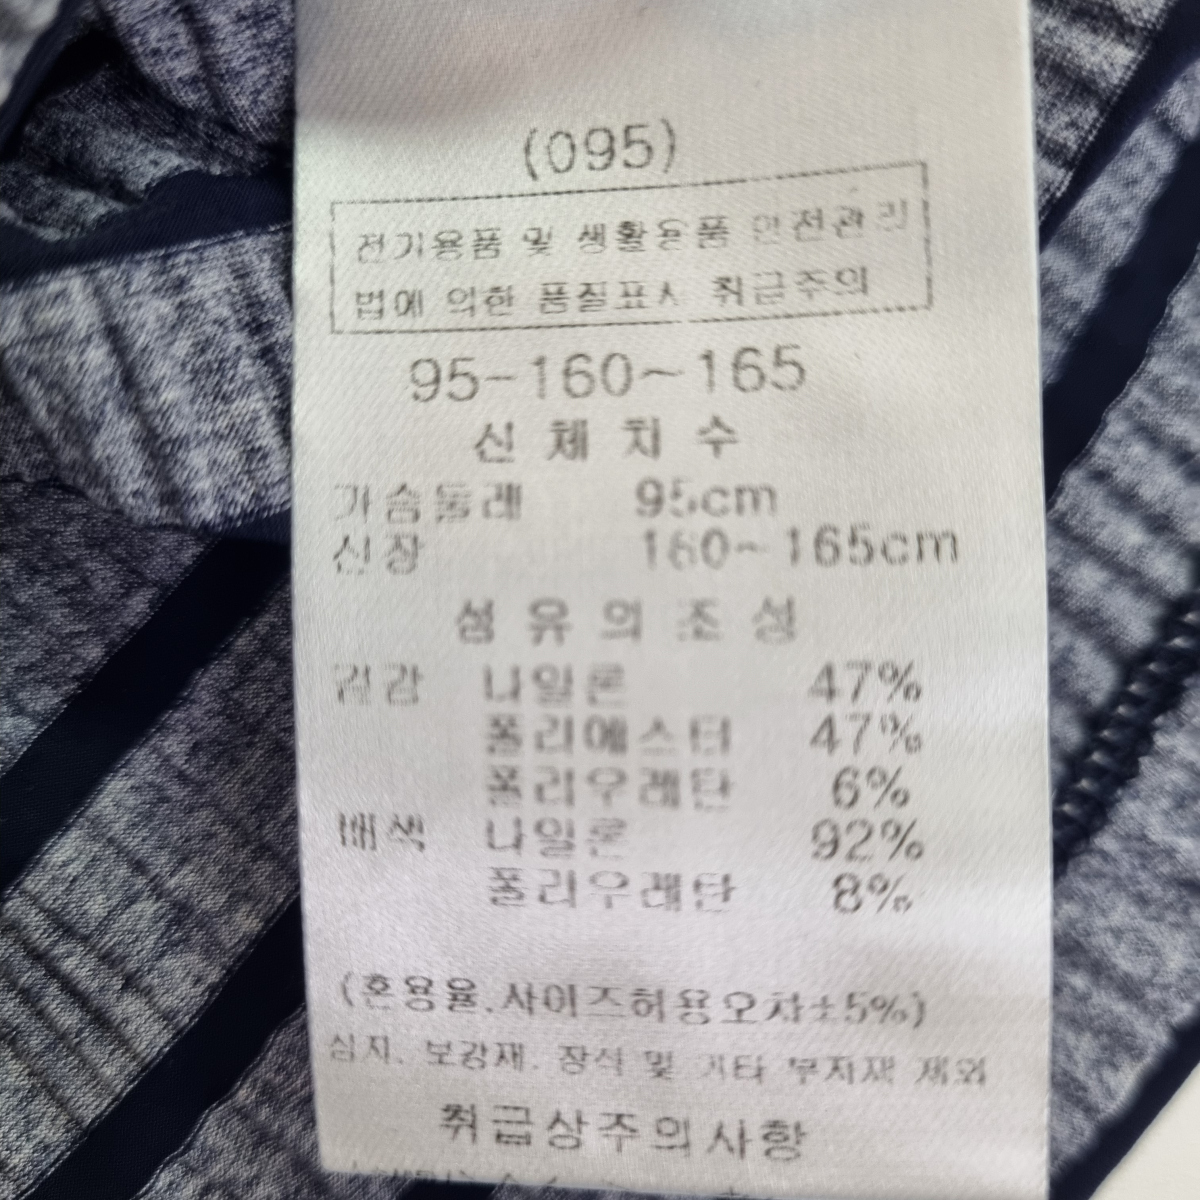 (095)
전기용품 및 생활용품 안전관리
법에 의한 품질표시 취급주의
95-160~165
신체치수
가슴둘레 95cm
신장 160~165cm
섬유의조성
겉감 나일론 47%
폴리에스터 47%
폴리우레탄 6%
배색 나일론 92%
폴리우레탄 8%
(혼용율.사이즈허용오차±5%)
심지. 보강재. 장식 및 기타 부자재 제외
취급상주의사항